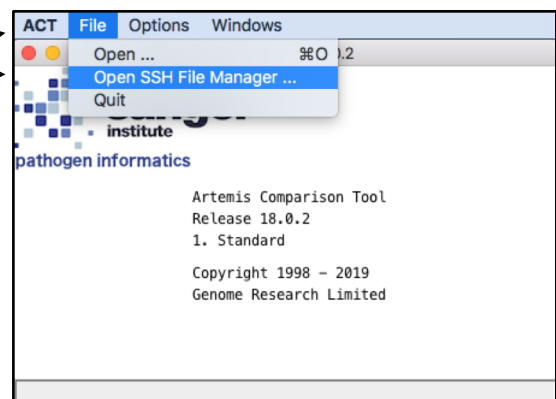 ACT File Options Windows
Open ... ⌘O .2
Open SSH File Manager ...
Quit
institute
pathogen informatics
Artemis Comparison Tool
Release 18.0.2
1. Standard
Copyright 1998 – 2019
Genome Research Limited